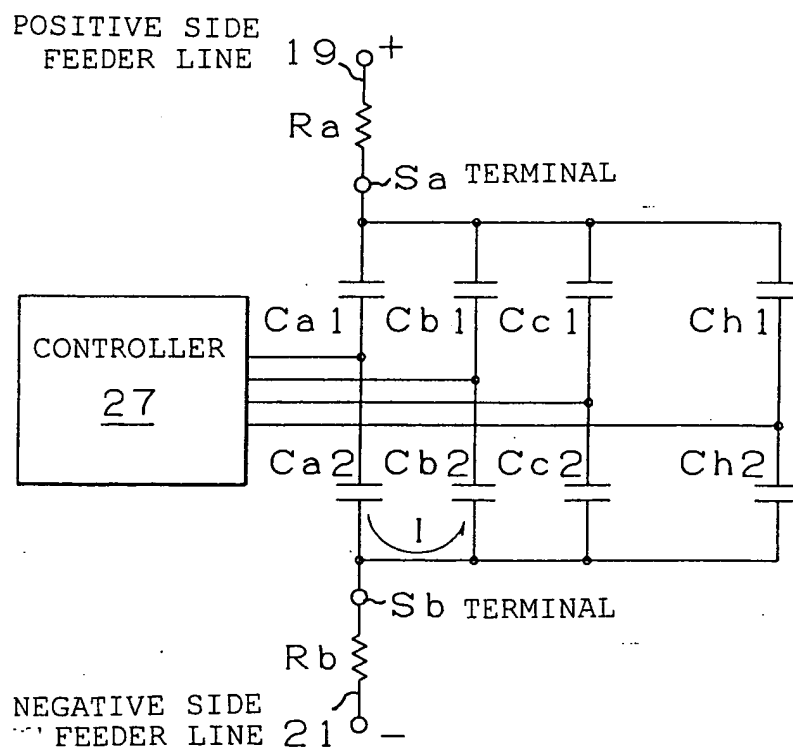 POSITIVE SIDE
FEEDER LINE 19 +
Ra
Sa TERMINAL
Ca1 Cb1 Cc1 Ch1
CONTROLLER
27
Ca2 Cb2 Cc2 Ch2
I
Sb TERMINAL
Rb
NEGATIVE SIDE
FEEDER LINE 21 −